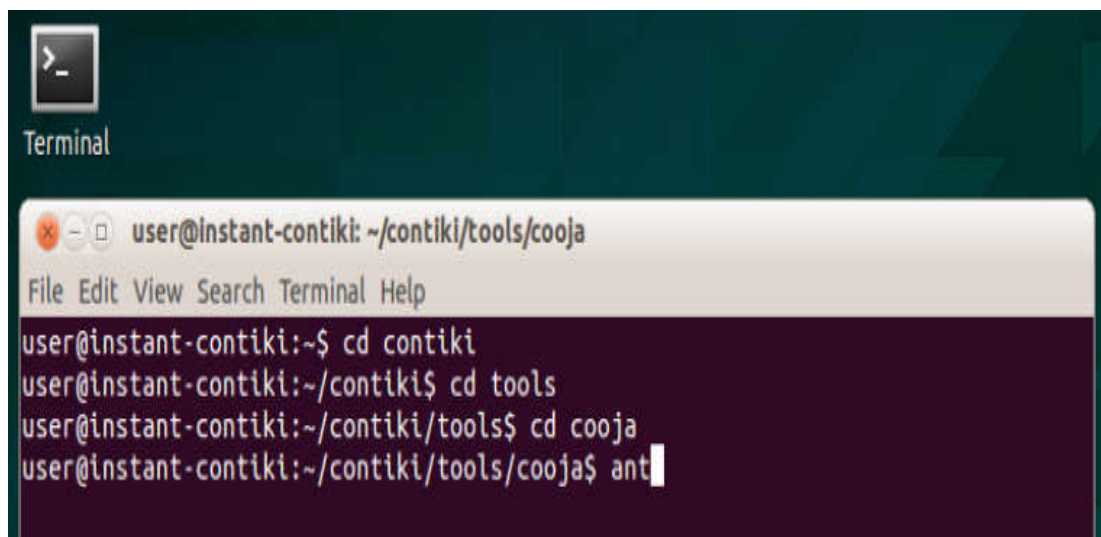 >_
Terminal
user@instant-contiki: ~/contiki/tools/cooja
File Edit View Search Terminal Help
user@instant-contiki:~$ cd contiki
user@instant-contiki:~/contiki$ cd tools
user@instant-contiki:~/contiki/tools$ cd cooja
user@instant-contiki:~/contiki/tools/cooja$ ant